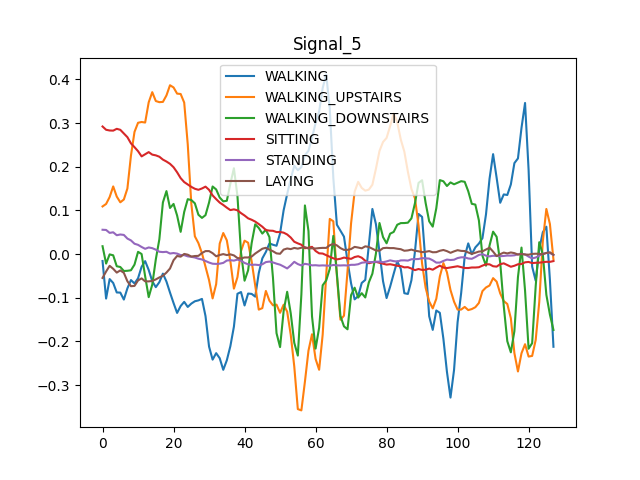 Signal_5
WALKING
WALKING_UPSTAIRS
WALKING_DOWNSTAIRS
SITTING
STANDING
LAYING
0.4
0.3
0.2
0.1
0.0
−0.1
−0.2
−0.3
0 20 40 60 80 100 120